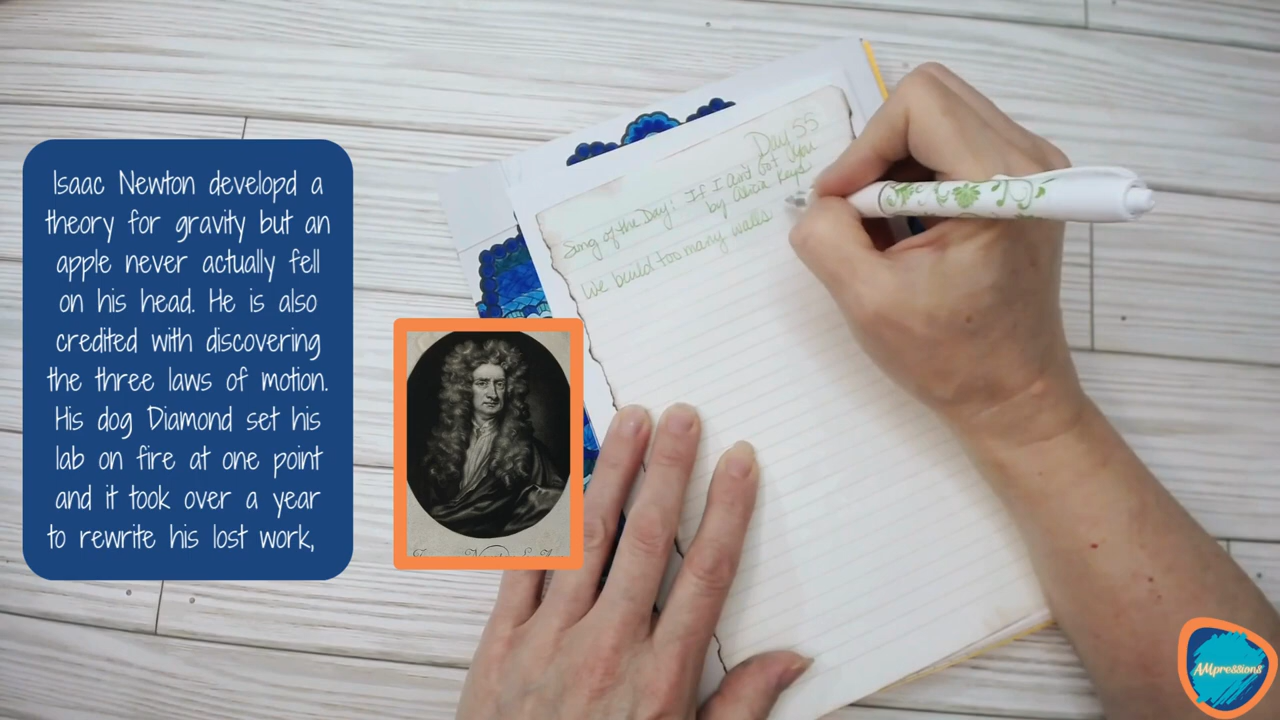 Isaac Newton developd a
theory for gravity but an
apple never actually fell
on his head. He is also
credited with discovering
the three laws of motion.
His dog Diamond set his
lab on fire at one point
and it took over a year
to rewrite his lost work,
Day 55
Song of the Day: If I ain't Got You
by Alicia Keys
We build too many walls
AMpressions